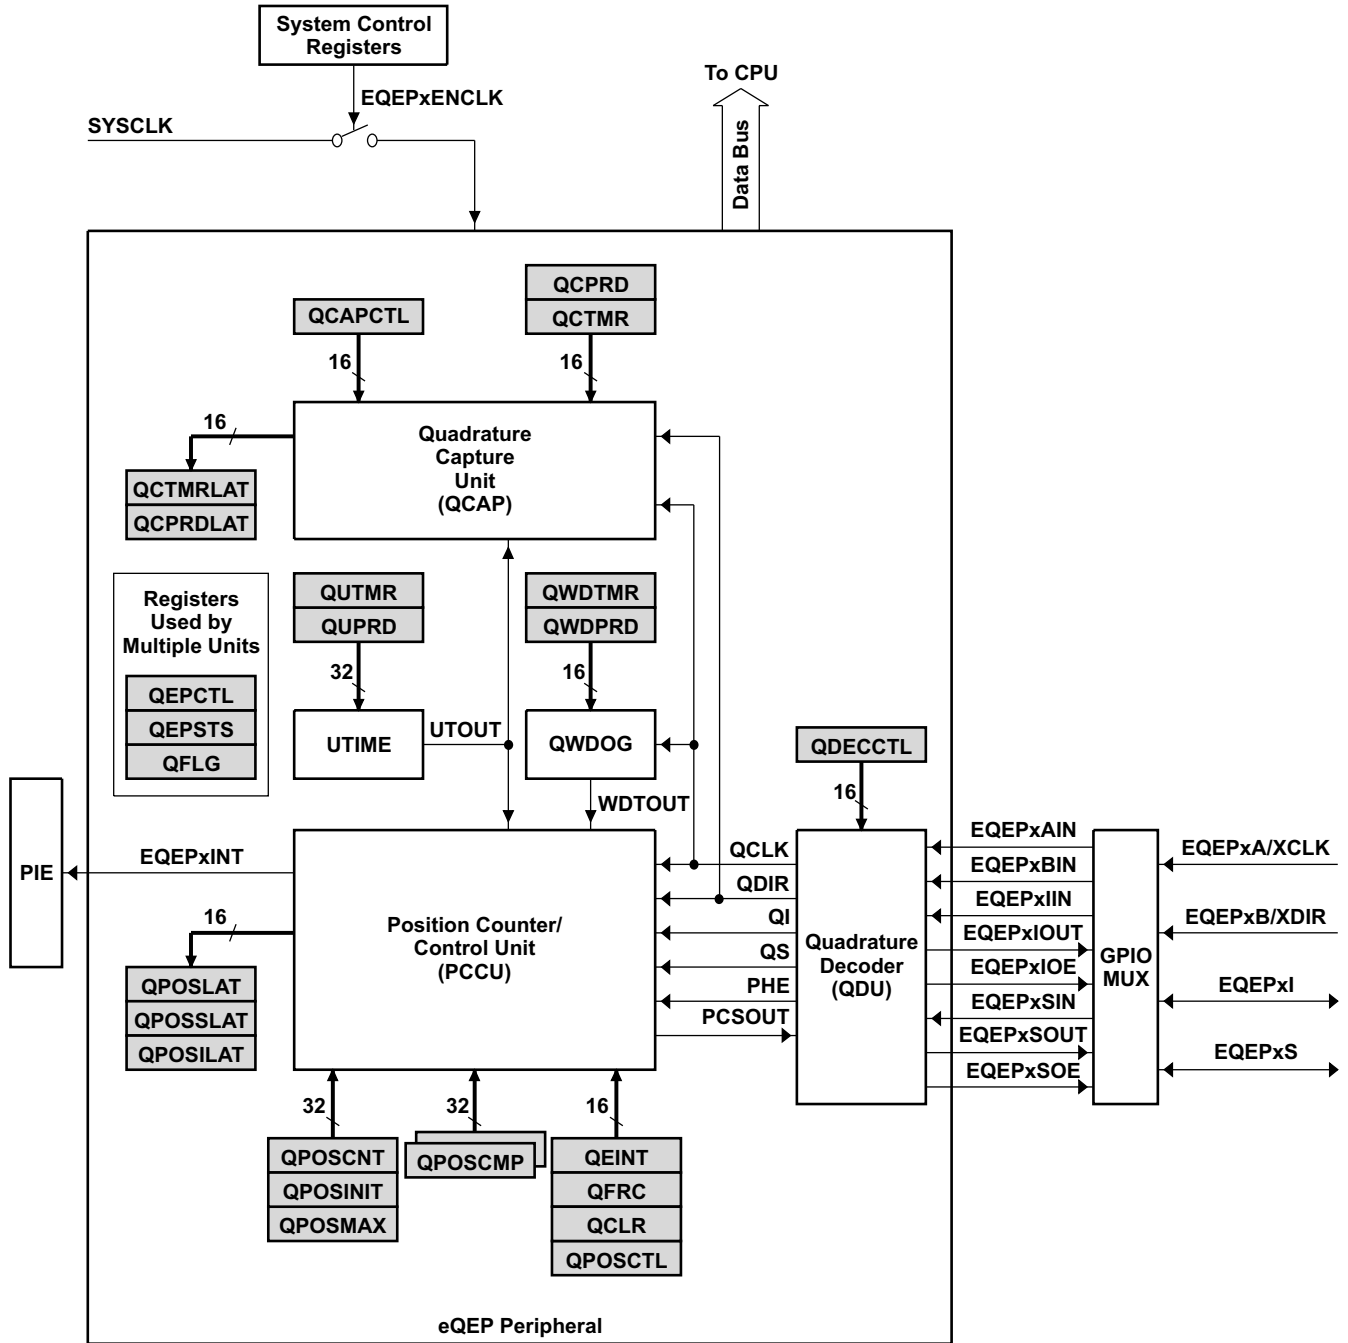 System Control
Registers
To CPU
EQEPxENCLK
SYSCLK
Data Bus
QCPRD
QCAPCTL
QCTMR
16
16
16
Quadrature
Capture
Unit
(QCAP)
QCTMRLAT
QCPRDLAT
Registers
Used by
Multiple Units
QEPCTL
QEPSTS
QFLG
QUTMR
QUPRD
32
UTIME
UTOUT
QWDTMR
QWDPRD
16
QWDOG
WDTOUT
QDECCTL
16
PIE
EQEPxINT
16
Position Counter/
Control Unit
(PCCU)
QPOSLAT
QPOSSLAT
QPOSILAT
QCLK
QDIR
QI
QS
PHE
PCSOUT
Quadrature
Decoder
(QDU)
EQEPxAIN
EQEPxBIN
EQEPxIIN
EQEPxIOUT
EQEPxIOE
EQEPxSIN
EQEPxSOUT
EQEPxSOE
GPIO
MUX
EQEPxA/XCLK
EQEPxB/XDIR
EQEPxI
EQEPxS
32
32
16
QPOSCNT
QPOSINIT
QPOSMAX
QPOSCMP
QEINT
QFRC
QCLR
QPOSCTL
eQEP Peripheral